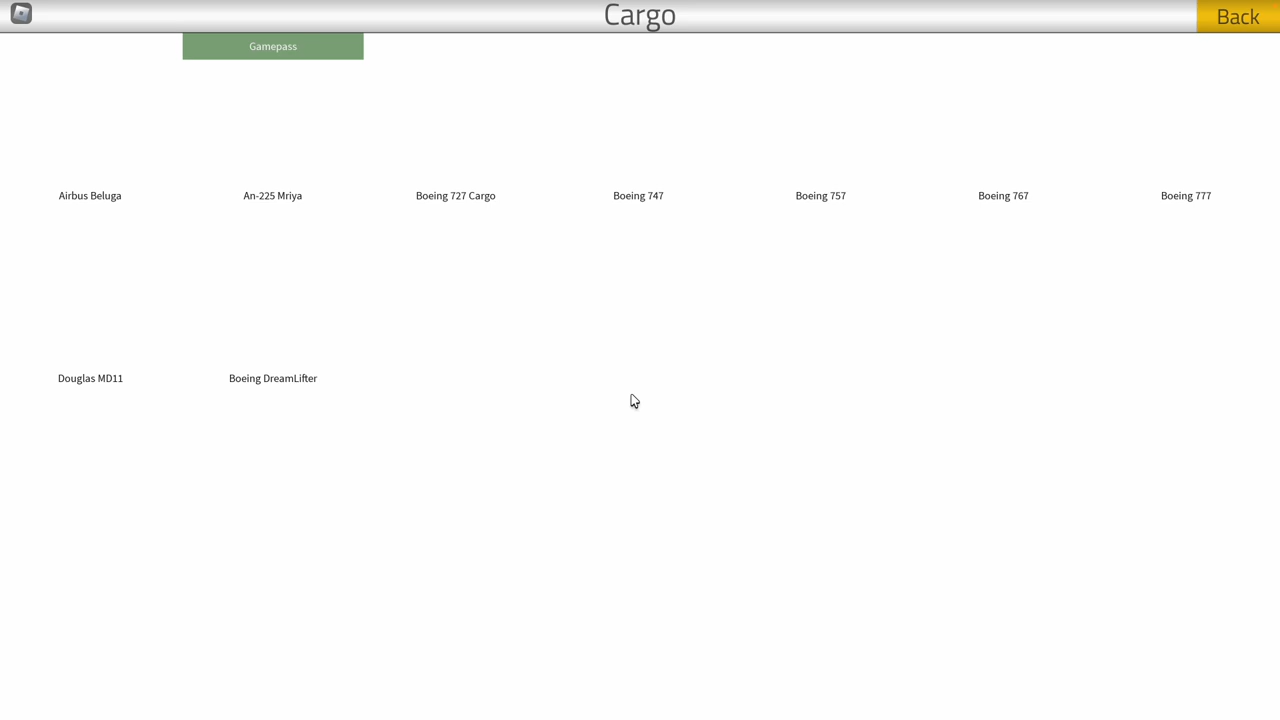 Cargo
Back
Gamepass
Airbus Beluga
An-225 Mriya
Boeing 727 Cargo
Boeing 747
Boeing 757
Boeing 767
Boeing 777
Douglas MD11
Boeing DreamLifter